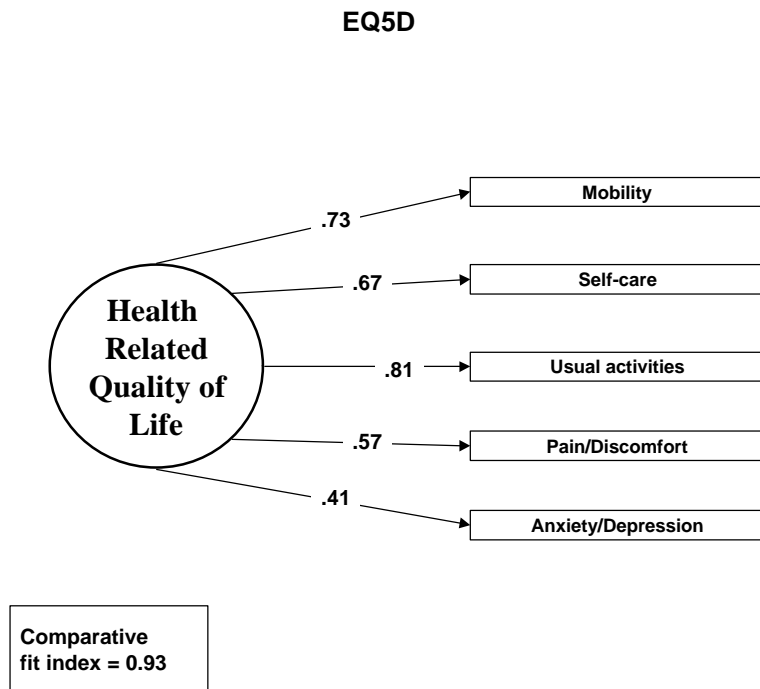 EQ5D
Mobility
.73
.67
Self-care
Health
Related
Quality of
Life
.81
Usual activities
.57
Pain/Discomfort
.41
Anxiety/Depression
Comparative
fit index = 0.93